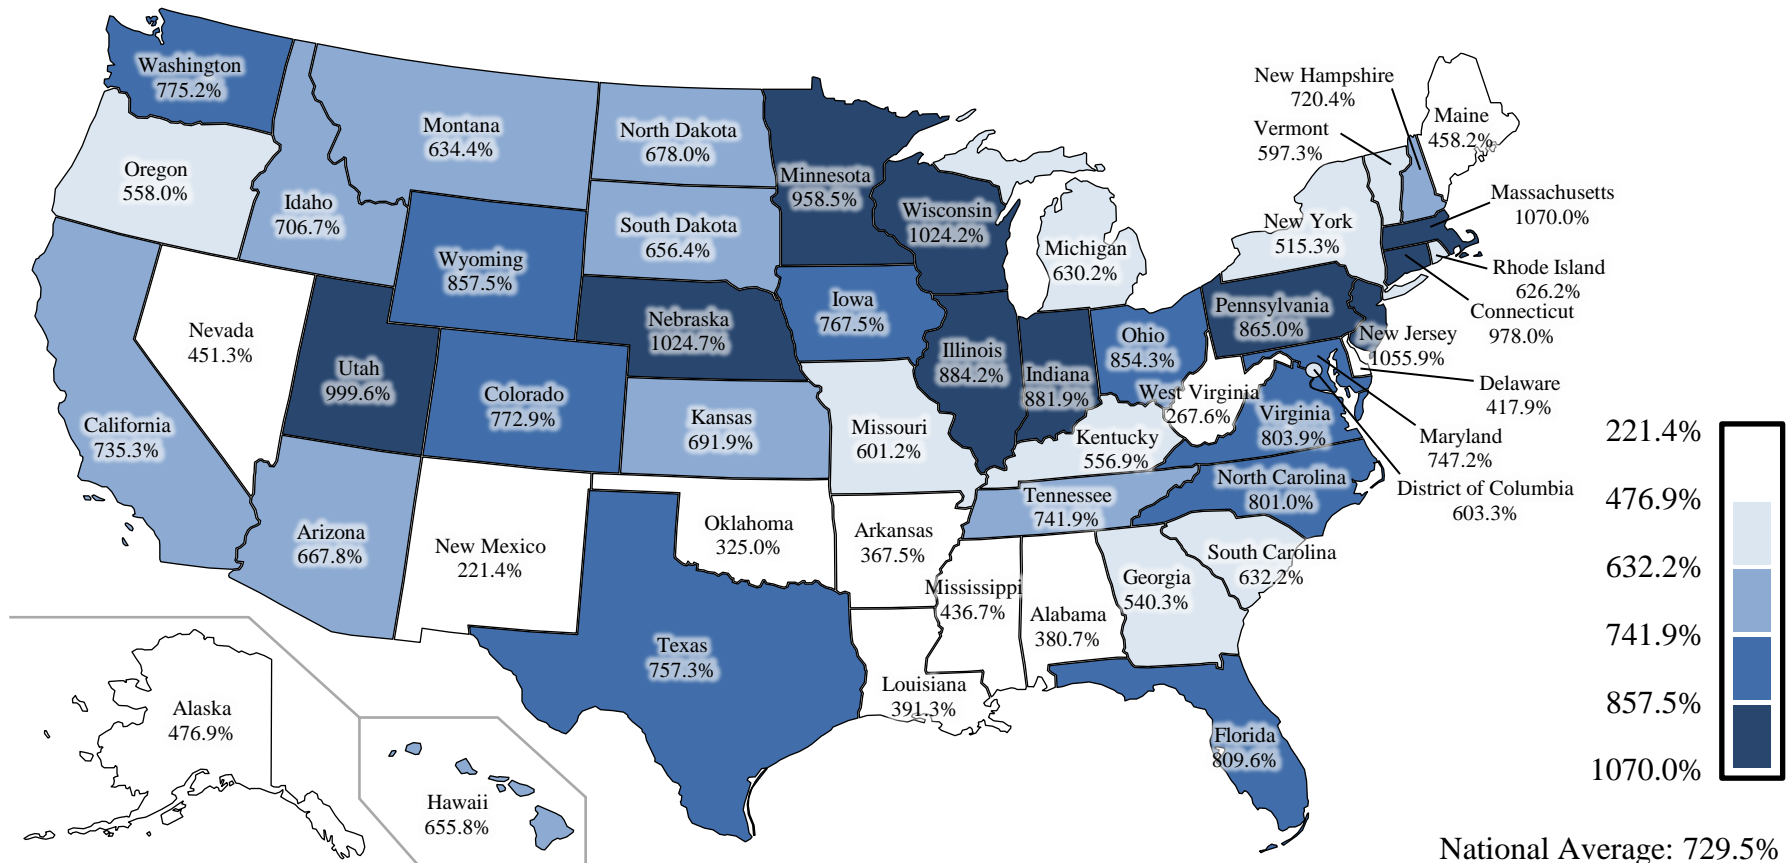 Washington
775.2%
Oregon
558.0%
California
735.3%
Nevada
451.3%
Idaho
706.7%
Montana
634.4%
Wyoming
857.5%
Utah
999.6%
Colorado
772.9%
Arizona
667.8%
New Mexico
221.4%
North Dakota
678.0%
South Dakota
656.4%
Nebraska
1024.7%
Kansas
691.9%
Oklahoma
325.0%
Texas
757.3%
Minnesota
958.5%
Iowa
767.5%
Missouri
601.2%
Arkansas
367.5%
Louisiana
391.3%
Wisconsin
1024.2%
Illinois
884.2%
Michigan
630.2%
Indiana
881.9%
Ohio
854.3%
Kentucky
556.9%
Tennessee
741.9%
Mississippi
436.7%
Alabama
380.7%
Georgia
540.3%
Florida
809.6%
South Carolina
632.2%
North Carolina
801.0%
Virginia
803.9%
West Virginia
267.6%
Pennsylvania
865.0%
New York
515.3%
New Hampshire
720.4%
Vermont
597.3%
Maine
458.2%
Massachusetts
1070.0%
Rhode Island
626.2%
Connecticut
978.0%
New Jersey
1055.9%
Delaware
417.9%
Maryland
747.2%
District of Columbia
603.3%
Alaska
476.9%
Hawaii
655.8%
221.4%
476.9%
632.2%
741.9%
857.5%
1070.0%
National Average: 729.5%